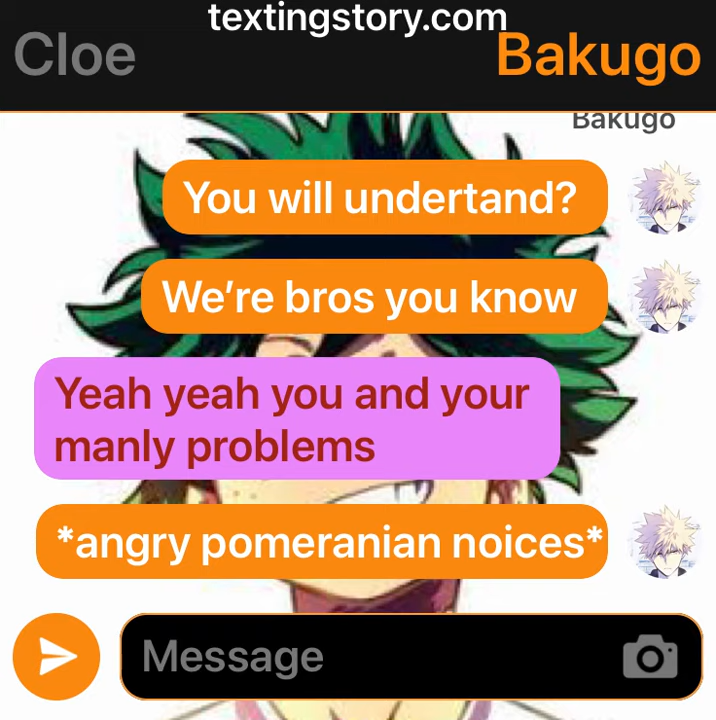 textingstory.com
Cloe
Bakugo
Bakugo
You will undertand?
We're bros you know
Yeah yeah you and your
manly problems
*angry pomeranian noices*
Message